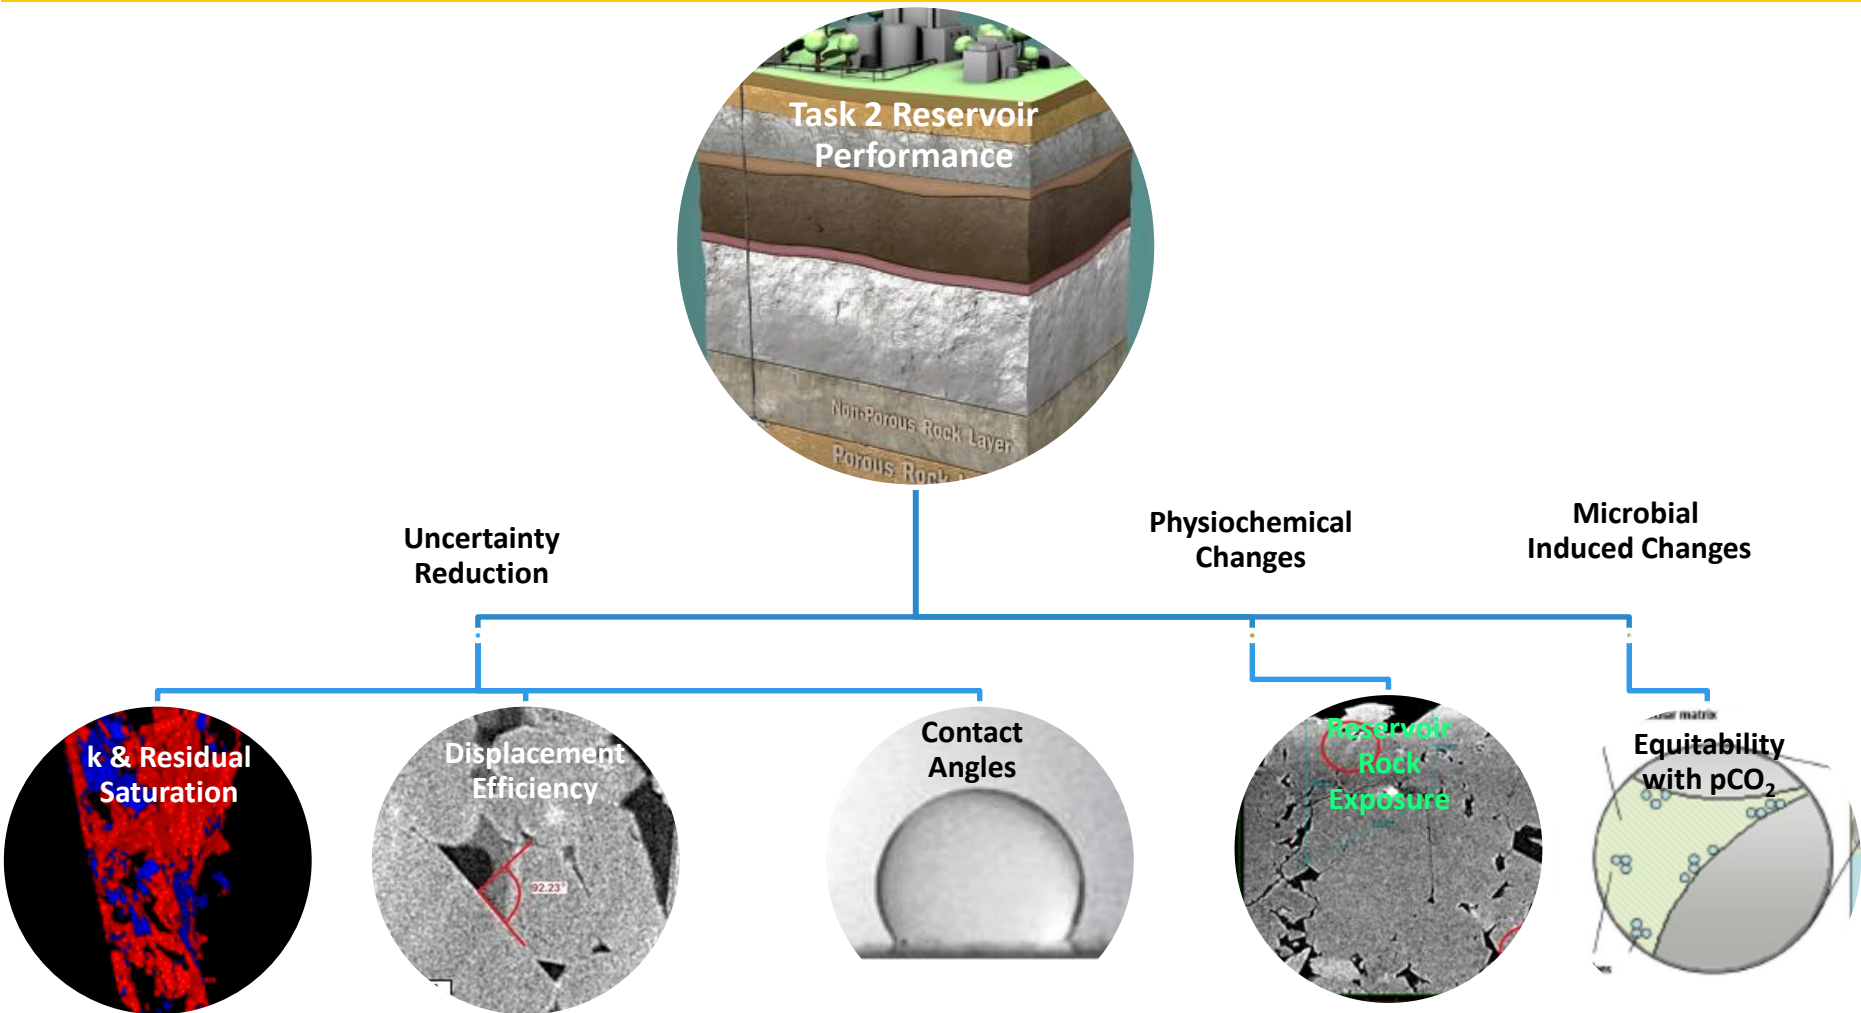 Task 2 Reservoir
Performance
Non-Porous Rock Layer
Porous Rock
Uncertainty
Reduction
Physiochemical
Changes
Microbial
Induced Changes
k & Residual
Saturation
Displacement
Efficiency
92.23°
Contact
Angles
Reservoir
Rock
Exposure
matrix
Equitability
with pCO₂